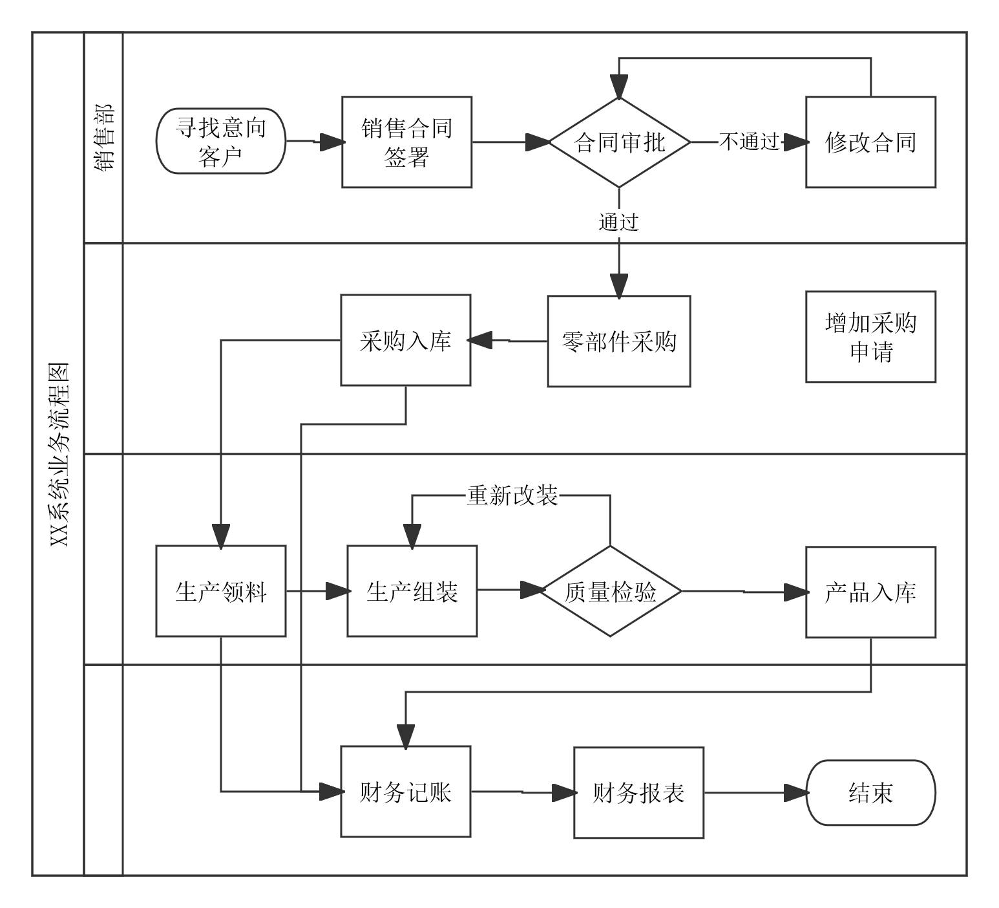 XX系统业务流程图
销售部
寻找意向
客户
销售合同
签署
合同审批
不通过
修改合同
通过
采购入库
零部件采购
增加采购
申请
重新改装
生产领料
生产组装
质量检验
产品入库
财务记账
财务报表
结束